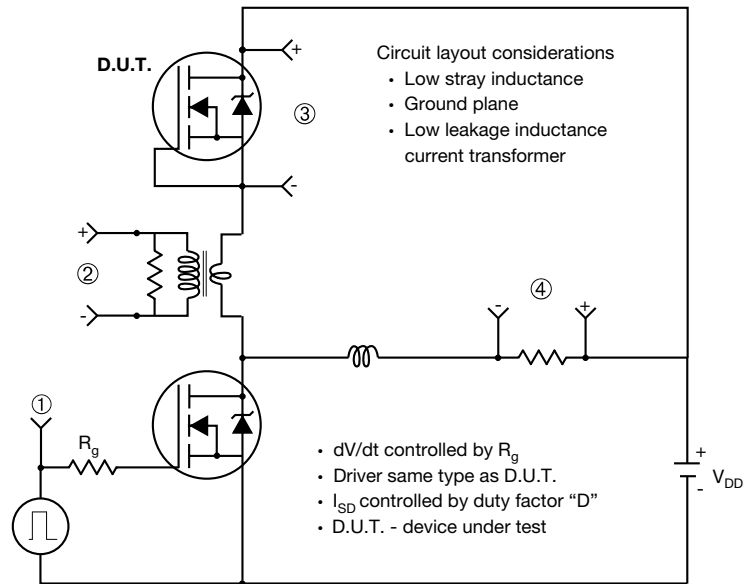 D.U.T.
+
③
-
Circuit layout considerations
• Low stray inductance
• Ground plane
• Low leakage inductance
current transformer
+
②
-
④
- +
①
Rg
• dV/dt controlled by Rg
• Driver same type as D.U.T.
• ISD controlled by duty factor “D”
• D.U.T. - device under test
+
VDD
-